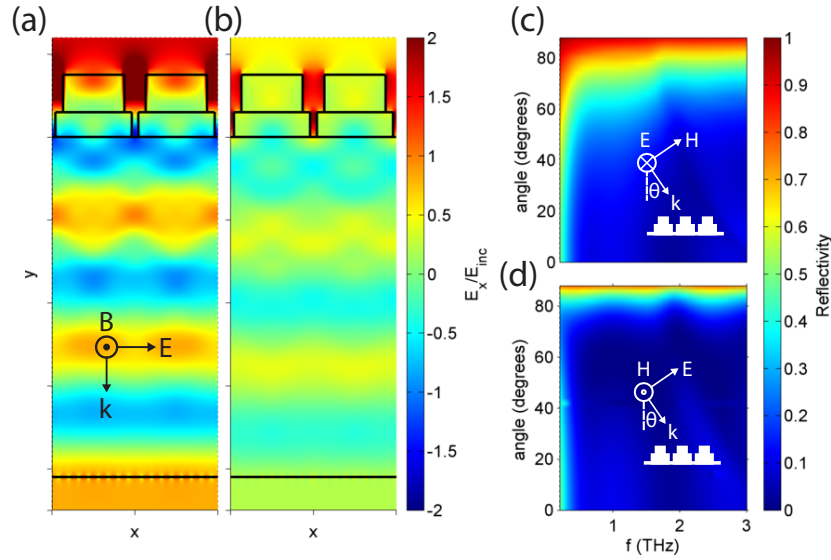 (a)
(b)
(c)
(d)
y
x
x
B
E
k
2
1.5
1
0.5
0
-0.5
-1
-1.5
-2
E_x/E_inc
angle (degrees)
80
60
40
20
0
E
H
θ
k
angle (degrees)
80
60
40
20
0
H
E
θ
k
1
2
3
f (THz)
1
0.9
0.8
0.7
0.6
0.5
0.4
0.3
0.2
0.1
0
Reflectivity